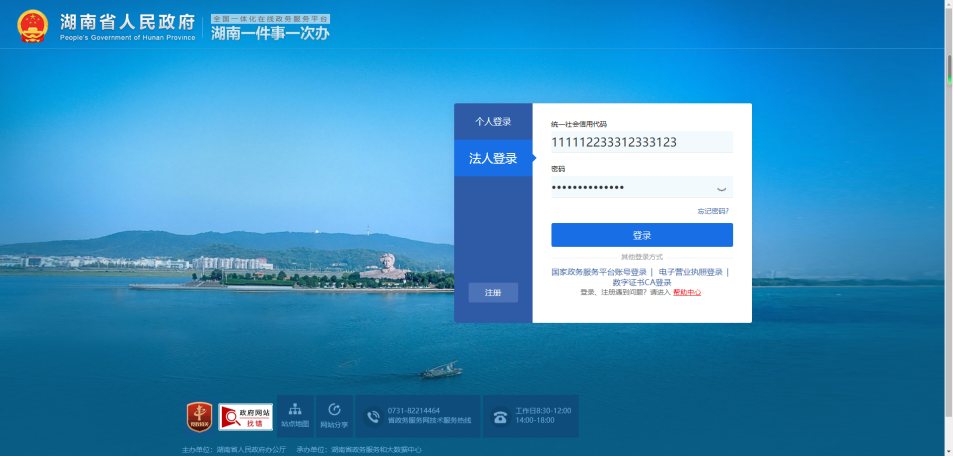 湖南省人民政府
People's Government of Hunan Province
全国一体化在线政务服务平台
湖南一件事一次办
个人登录
法人登录
注册
统一社会信用代码
111112233312333123
密码
••••••••••••••
忘记密码?
登录
其他登录方式
国家政务服务平台账号登录 | 电子营业执照登录 |
数字证书CA登录
登录、注册遇到问题? 请进入 帮助中心
党政机关
政府网站
找错
站点地图
网站分享
0731-82214464
省政务服务网技术服务热线
工作日8:30-12:00
14:00-18:00
主办单位:湖南省人民政府办公厅 承办单位:湖南省政务服务和大数据中心